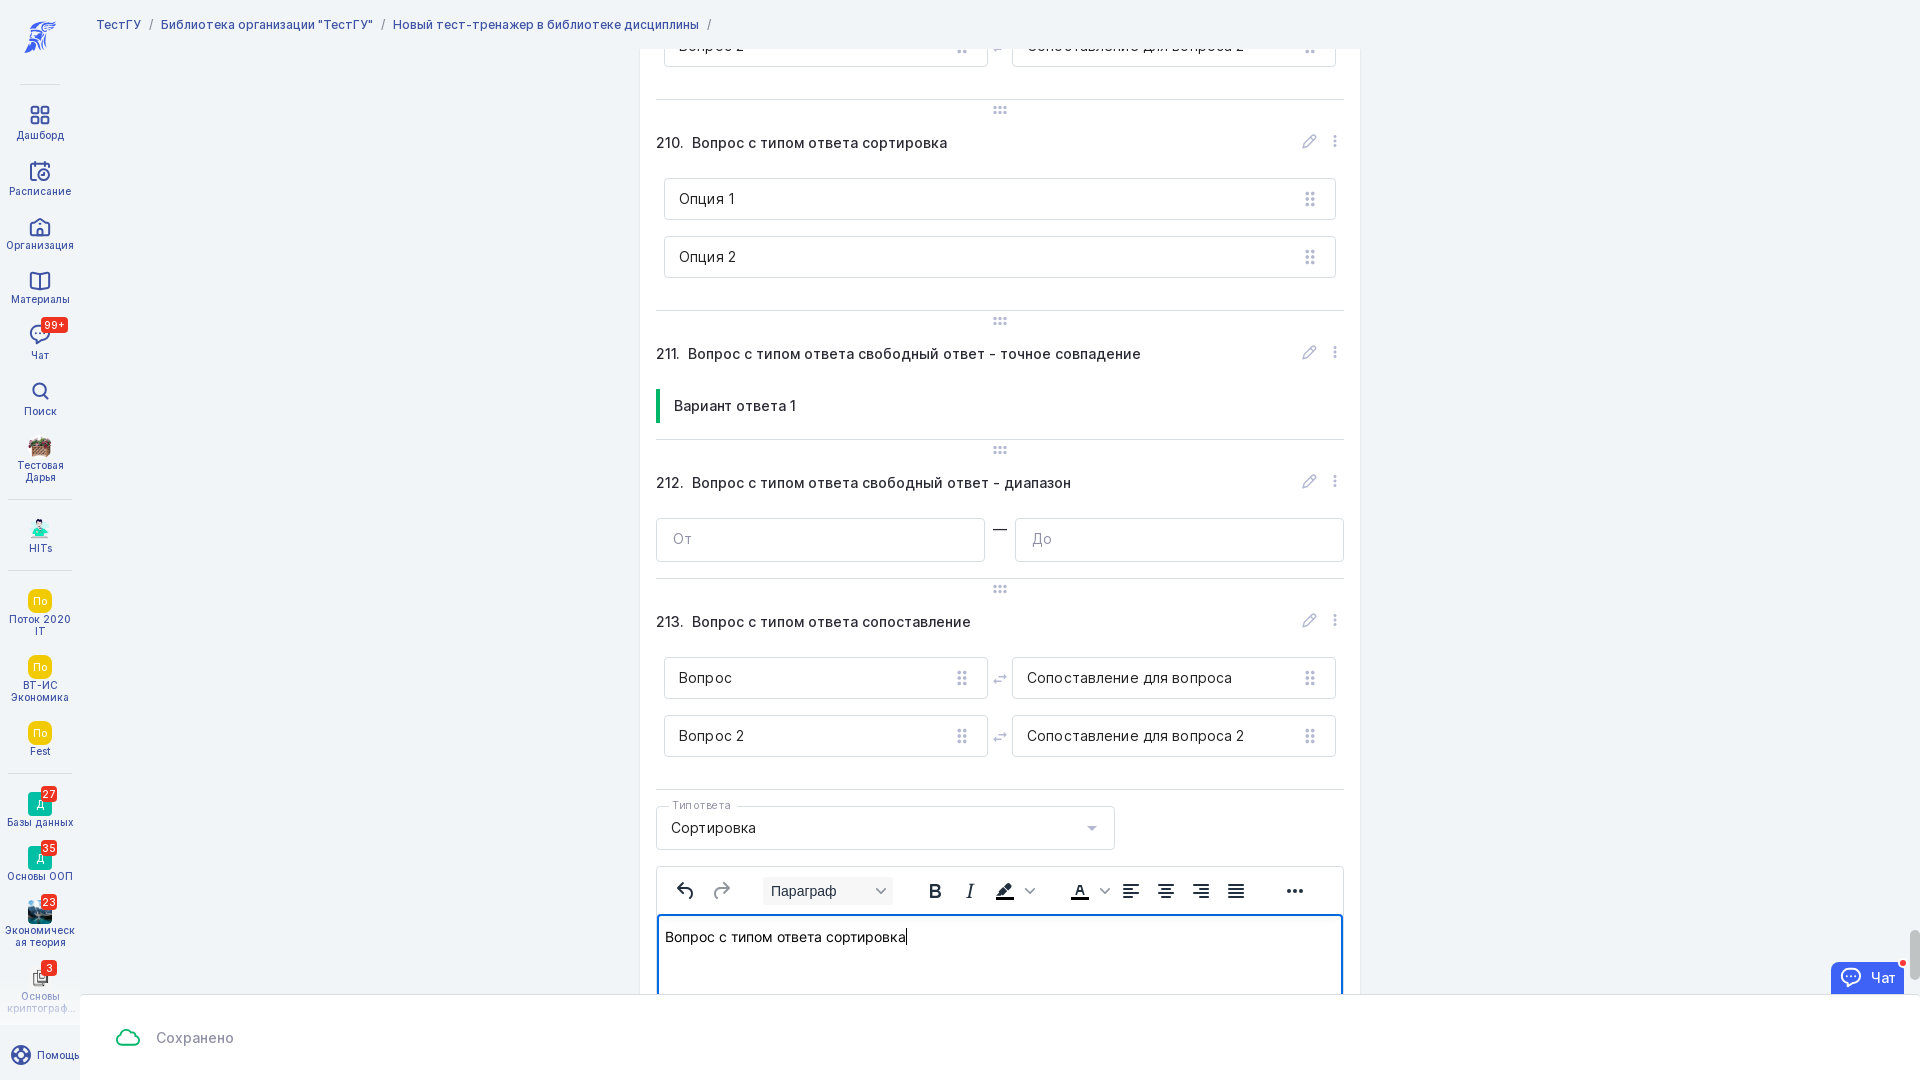 ТестГУ / Библиотека организации "ТестГУ" / Новый тест-тренажер в библиотеке дисциплины /
Дашборд
Расписание
Организация
Материалы
99+
Чат
Поиск
Тестовая
Дарья
HITs
По
Поток 2020
IT
По
ВТ-ИС
Экономика
По
Fest
27
Д
Базы данных
35
Д
Основы ООП
23
Экономическ
ая теория
3
Основы
криптограф...
Помощь
Вопрос 2
Сопоставление для вопроса 2
210. Вопрос с типом ответа сортировка
Опция 1
Опция 2
211. Вопрос с типом ответа свободный ответ - точное совпадение
Вариант ответа 1
212. Вопрос с типом ответа свободный ответ - диапазон
От — До
213. Вопрос с типом ответа сопоставление
Вопрос Сопоставление для вопроса
Вопрос 2 Сопоставление для вопроса 2
Тип ответа
Сортировка
Параграф
Вопрос с типом ответа сортировка
Чат
Сохранено